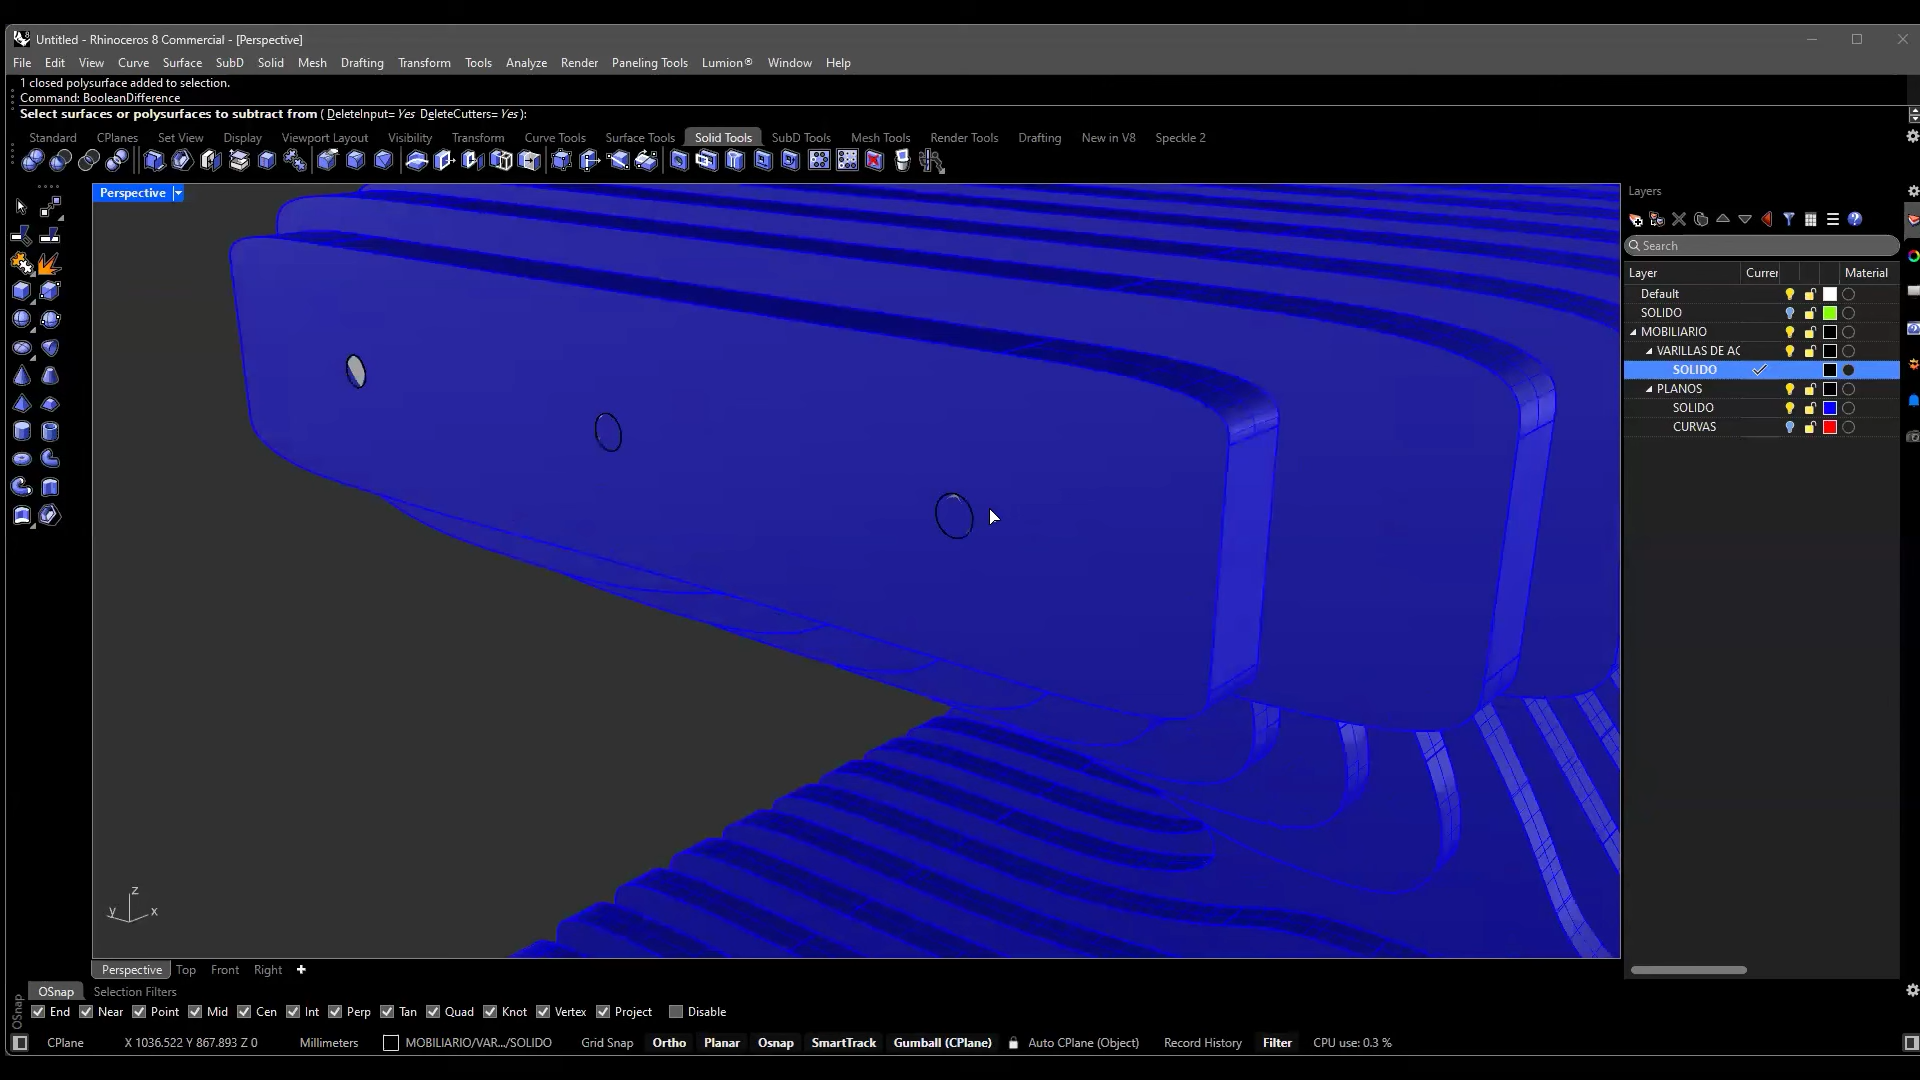 Untitled - Rhinoceros 8 Commercial - [Perspective]
File Edit View Curve Surface SubD Solid Mesh Drafting Transform Tools Analyze Render Paneling Tools Lumion® Window Help
1 closed polysurface added to selection.
Command: BooleanDifference
Select surfaces or polysurfaces to subtract from ( DeleteInput= Yes DeleteCutters= Yes ):
Standard CPlanes Set View Display Viewport Layout Visibility Transform Curve Tools Surface Tools Solid Tools SubD Tools Mesh Tools Render Tools Drafting New in V8 Speckle 2
Perspective
Layers
Search
Layer Currer Material
Default
SOLIDO
MOBILIARIO
VARILLAS DE AC
SOLIDO
PLANOS
SOLIDO
CURVAS
z
y x
Perspective Top Front Right
OSnap Selection Filters
OSnap
End Near Point Mid Cen Int Perp Tan Quad Knot Vertex Project Disable
CPlane X 1036.522 Y 867.893 Z 0 Millimeters MOBILIARIO/VAR.../SOLIDO Grid Snap Ortho Planar Osnap SmartTrack Gumball (CPlane) Auto CPlane (Object) Record History Filter CPU use: 0.3 %